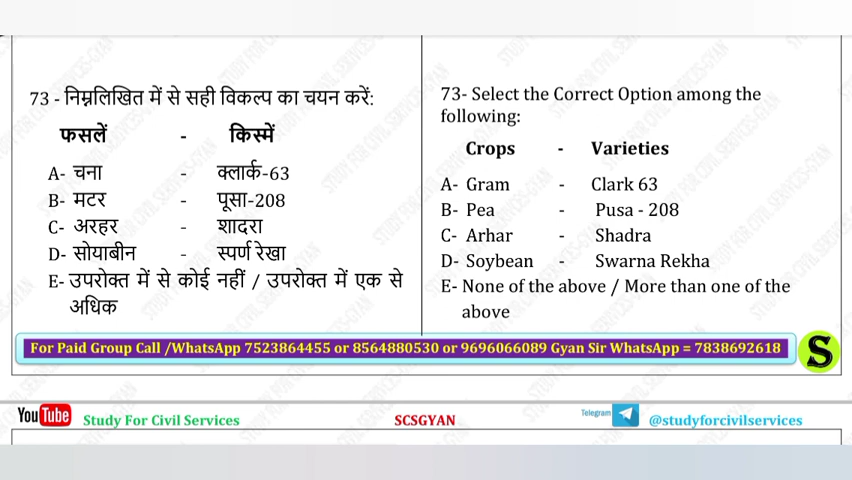 73 - निम्नलिखित में से सही विकल्प का चयन करें:
फसलें - किस्में
A- चना - क्लार्क-63
B- मटर - पूसा-208
C- अरहर - शादरा
D- सोयाबीन - स्पर्ण रेखा
E- उपरोक्त में से कोई नहीं / उपरोक्त में एक से
अधिक
73- Select the Correct Option among the
following:
Crops - Varieties
A- Gram - Clark 63
B- Pea - Pusa - 208
C- Arhar - Shadra
D- Soybean - Swarna Rekha
E- None of the above / More than one of the
above
For Paid Group Call /WhatsApp 7523864455 or 8564880530 or 9696066089 Gyan Sir WhatsApp = 7838692618
S
YouTube Study For Civil Services SCSGYAN Telegram @studyforcivilservices